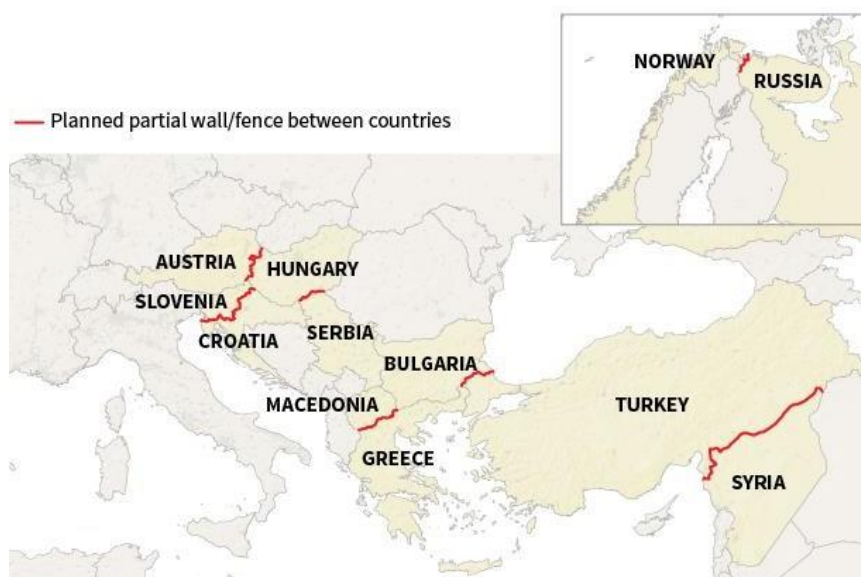 NORWAY
RUSSIA
Planned partial wall/fence between countries
AUSTRIA
HUNGARY
SLOVENIA
CROATIA
SERBIA
BULGARIA
MACEDONIA
TURKEY
GREECE
SYRIA